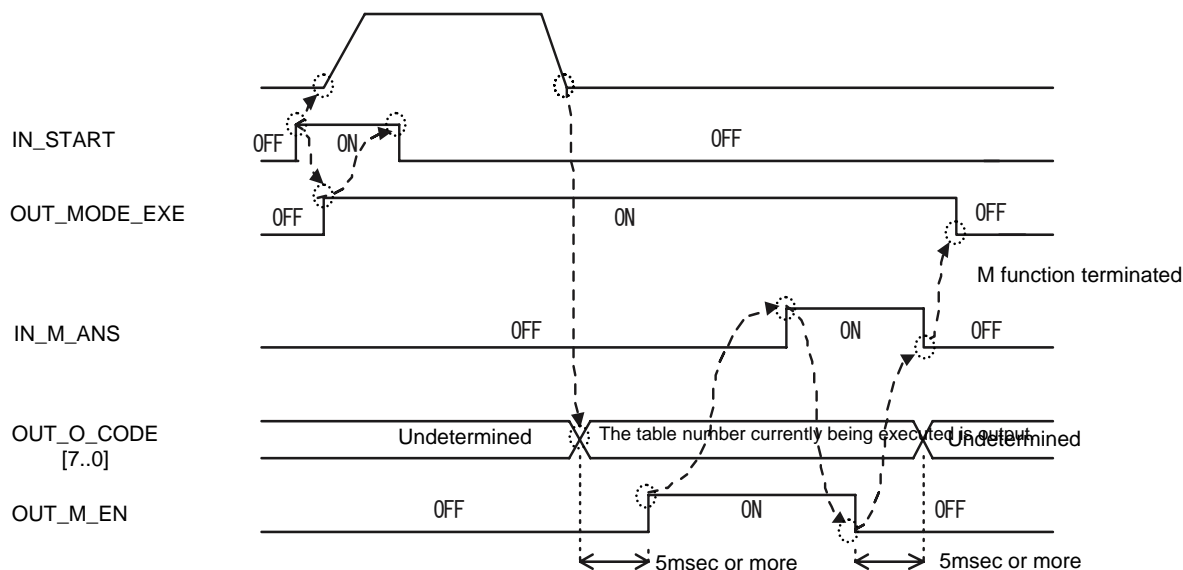 IN_START
OFF
ON
OFF
OUT_MODE_EXE
OFF
ON
OFF
M function terminated
IN_M_ANS
OFF
ON
OFF
OUT_O_CODE
[7..0]
Undetermined
The table number currently being executed is output
Undetermined
OUT_M_EN
OFF
ON
OFF
5msec or more
5msec or more